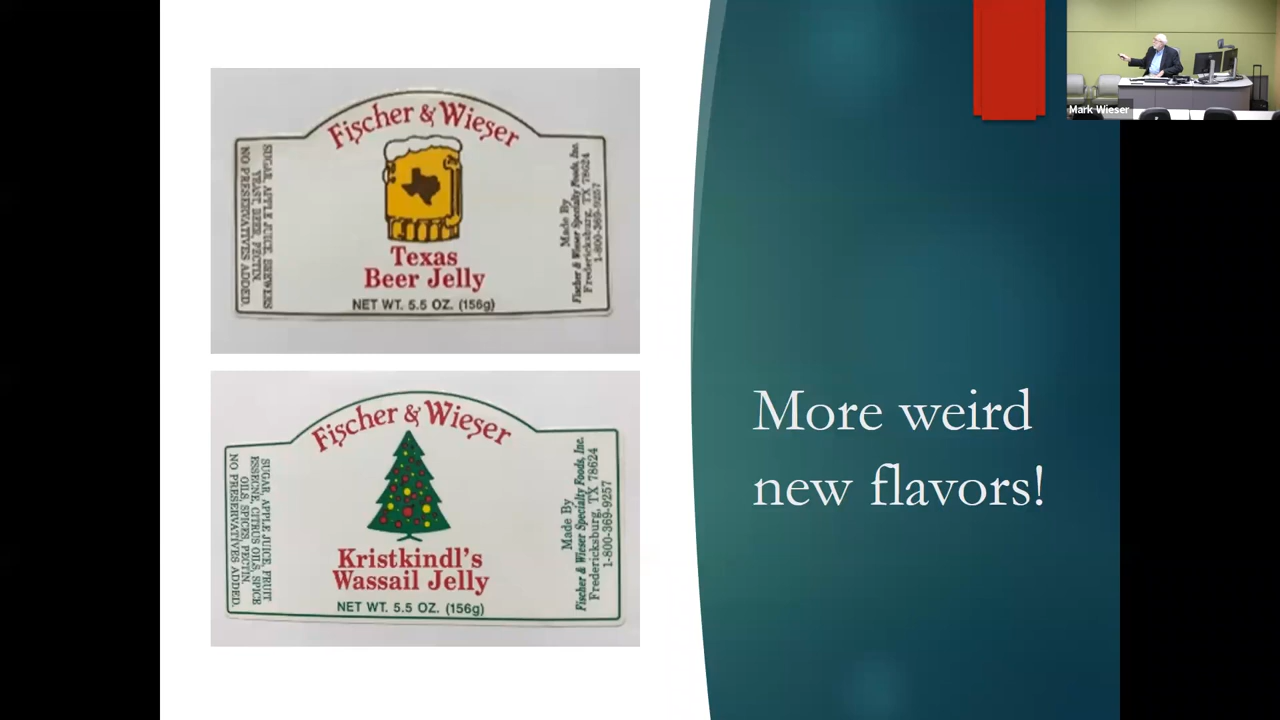 Fischer & Wieser
SUGAR, APPLE JUICE, BREWERS
YEAST, BEER, PECTIN.
NO PRESERVATIVES ADDED.
Texas
Beer Jelly
NET WT. 5.5 OZ. (156g)
Made By
Fischer & Wieser Specialty Foods, Inc.
Fredericksburg, TX 78624
1-800-369-9257
Fischer & Wieser
SUGAR, APPLE JUICE, FRUIT
ESSENCE, CITRUS OILS, SPICE
OILS, SPICES, PECTIN.
NO PRESERVATIVES ADDED.
Kristkindl's
Wassail Jelly
NET WT. 5.5 OZ. (156g)
Made By
Fischer & Wieser Specialty Foods, Inc.
Fredericksburg, TX 78624
1-800-369-9257
More weird
new flavors!
Mark Wieser